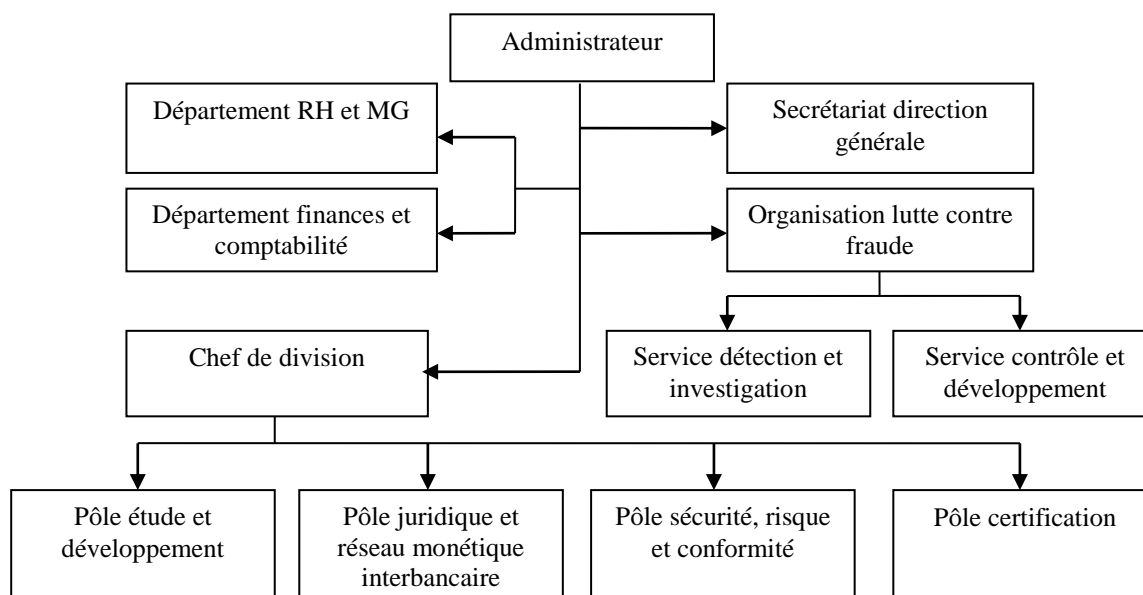 Administrateur
Département RH et MG
Secrétariat direction
générale
Département finances et
comptabilité
Organisation lutte contre
fraude
Chef de division
Service détection et
investigation
Service contrôle et
développement
Pôle étude et
développement
Pôle juridique et
réseau monétique
interbancaire
Pôle sécurité, risque
et conformité
Pôle certification